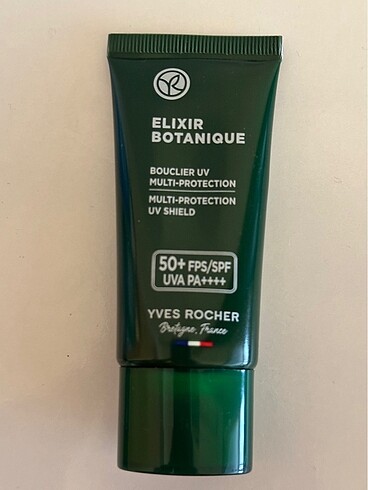 ELIXIR
BOTANIQUE
BOUCLIER UV
MULTI-PROTECTION
MULTI-PROTECTION
UV SHIELD
50+ FPS/SPF
UVA PA++++
YVES ROCHER
Bretagne, France